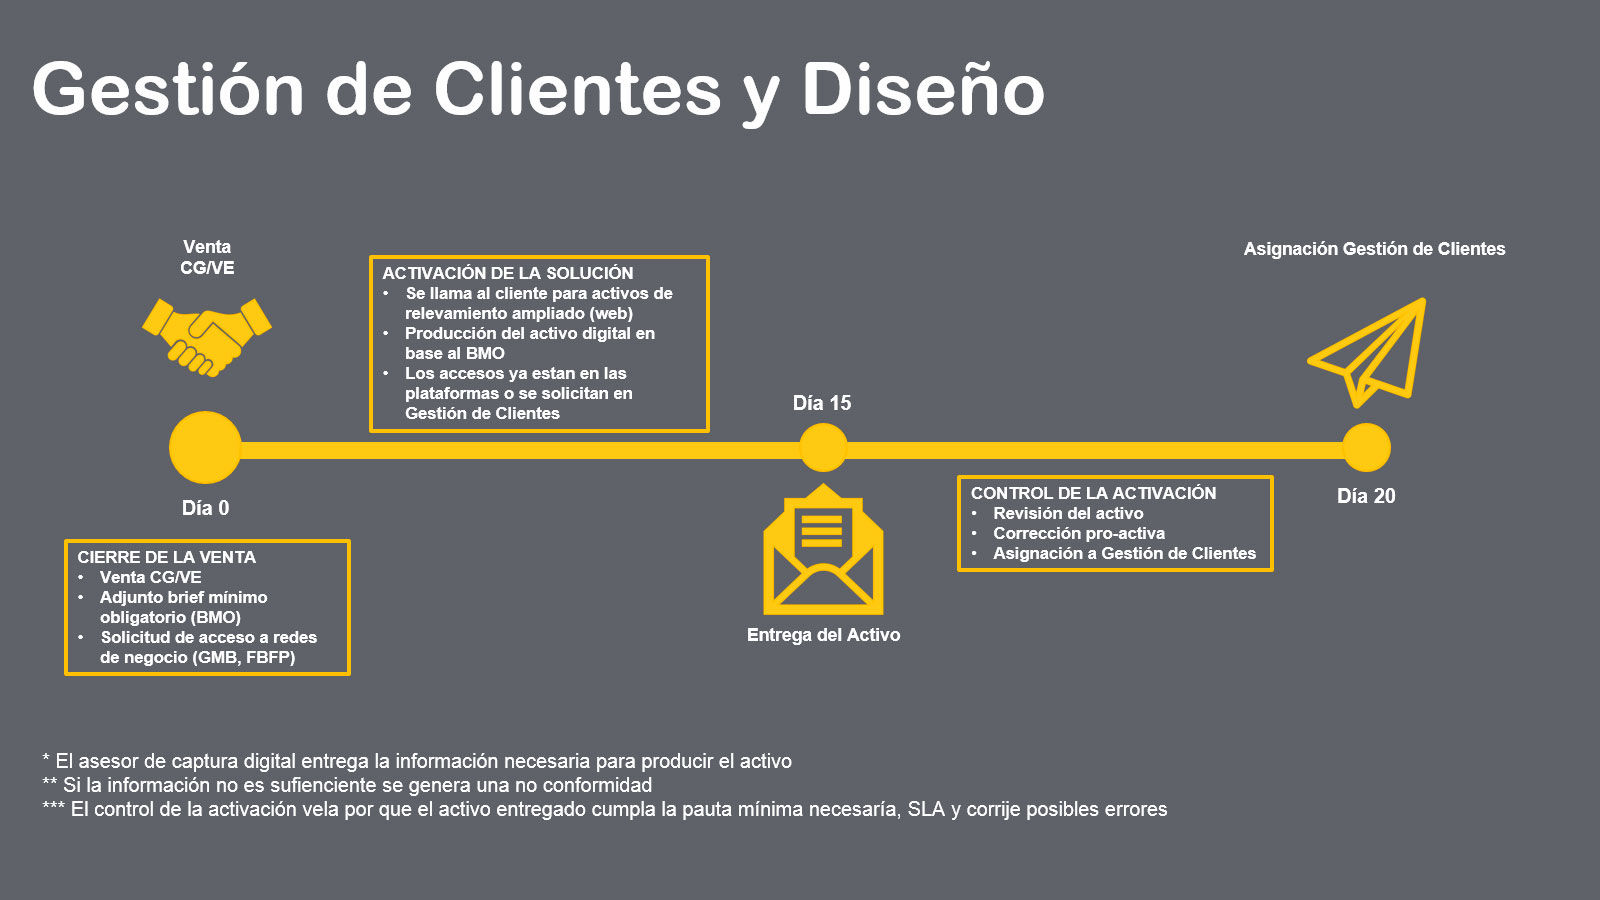 Gestión de Clientes y Diseño
Venta
CG/VE
Asignación Gestión de Clientes
ACTIVACIÓN DE LA SOLUCIÓN
• Se llama al cliente para activos de
relevamiento ampliado (web)
• Producción del activo digital en
base al BMO
• Los accesos ya estan en las
plataformas o se solicitan en
Gestión de Clientes
Día 15
Día 0
Día 20
CIERRE DE LA VENTA
• Venta CG/VE
• Adjunto brief mínimo
obligatorio (BMO)
• Solicitud de acceso a redes
de negocio (GMB, FBFP)
Entrega del Activo
CONTROL DE LA ACTIVACIÓN
• Revisión del activo
• Corrección pro-activa
• Asignación a Gestión de Clientes
* El asesor de captura digital entrega la información necesaria para producir el activo
** Si la información no es sufienciente se genera una no conformidad
*** El control de la activación vela por que el activo entregado cumpla la pauta mínima necesaría, SLA y corrije posibles errores